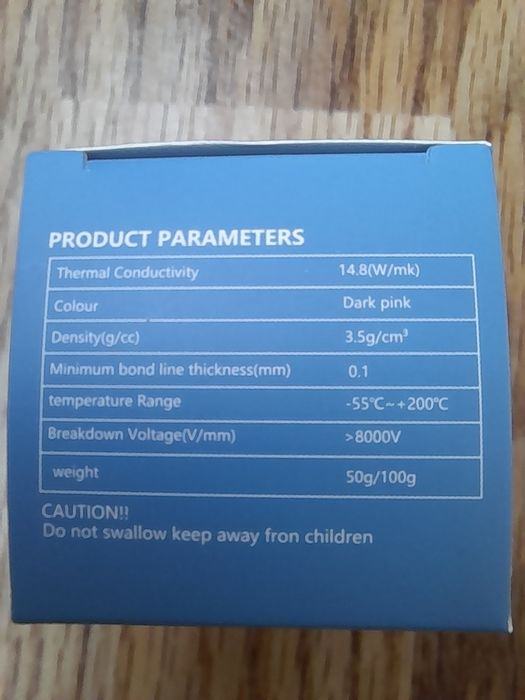 PRODUCT PARAMETERS
Thermal Conductivity 14.8(W/mk)
Colour Dark pink
Density(g/cc) 3.5g/cm³
Minimum bond line thickness(mm) 0.1
temperature Range -55℃~+200℃
Breakdown Voltage(V/mm) >8000V
weight 50g/100g
CAUTION!!
Do not swallow keep away fron children